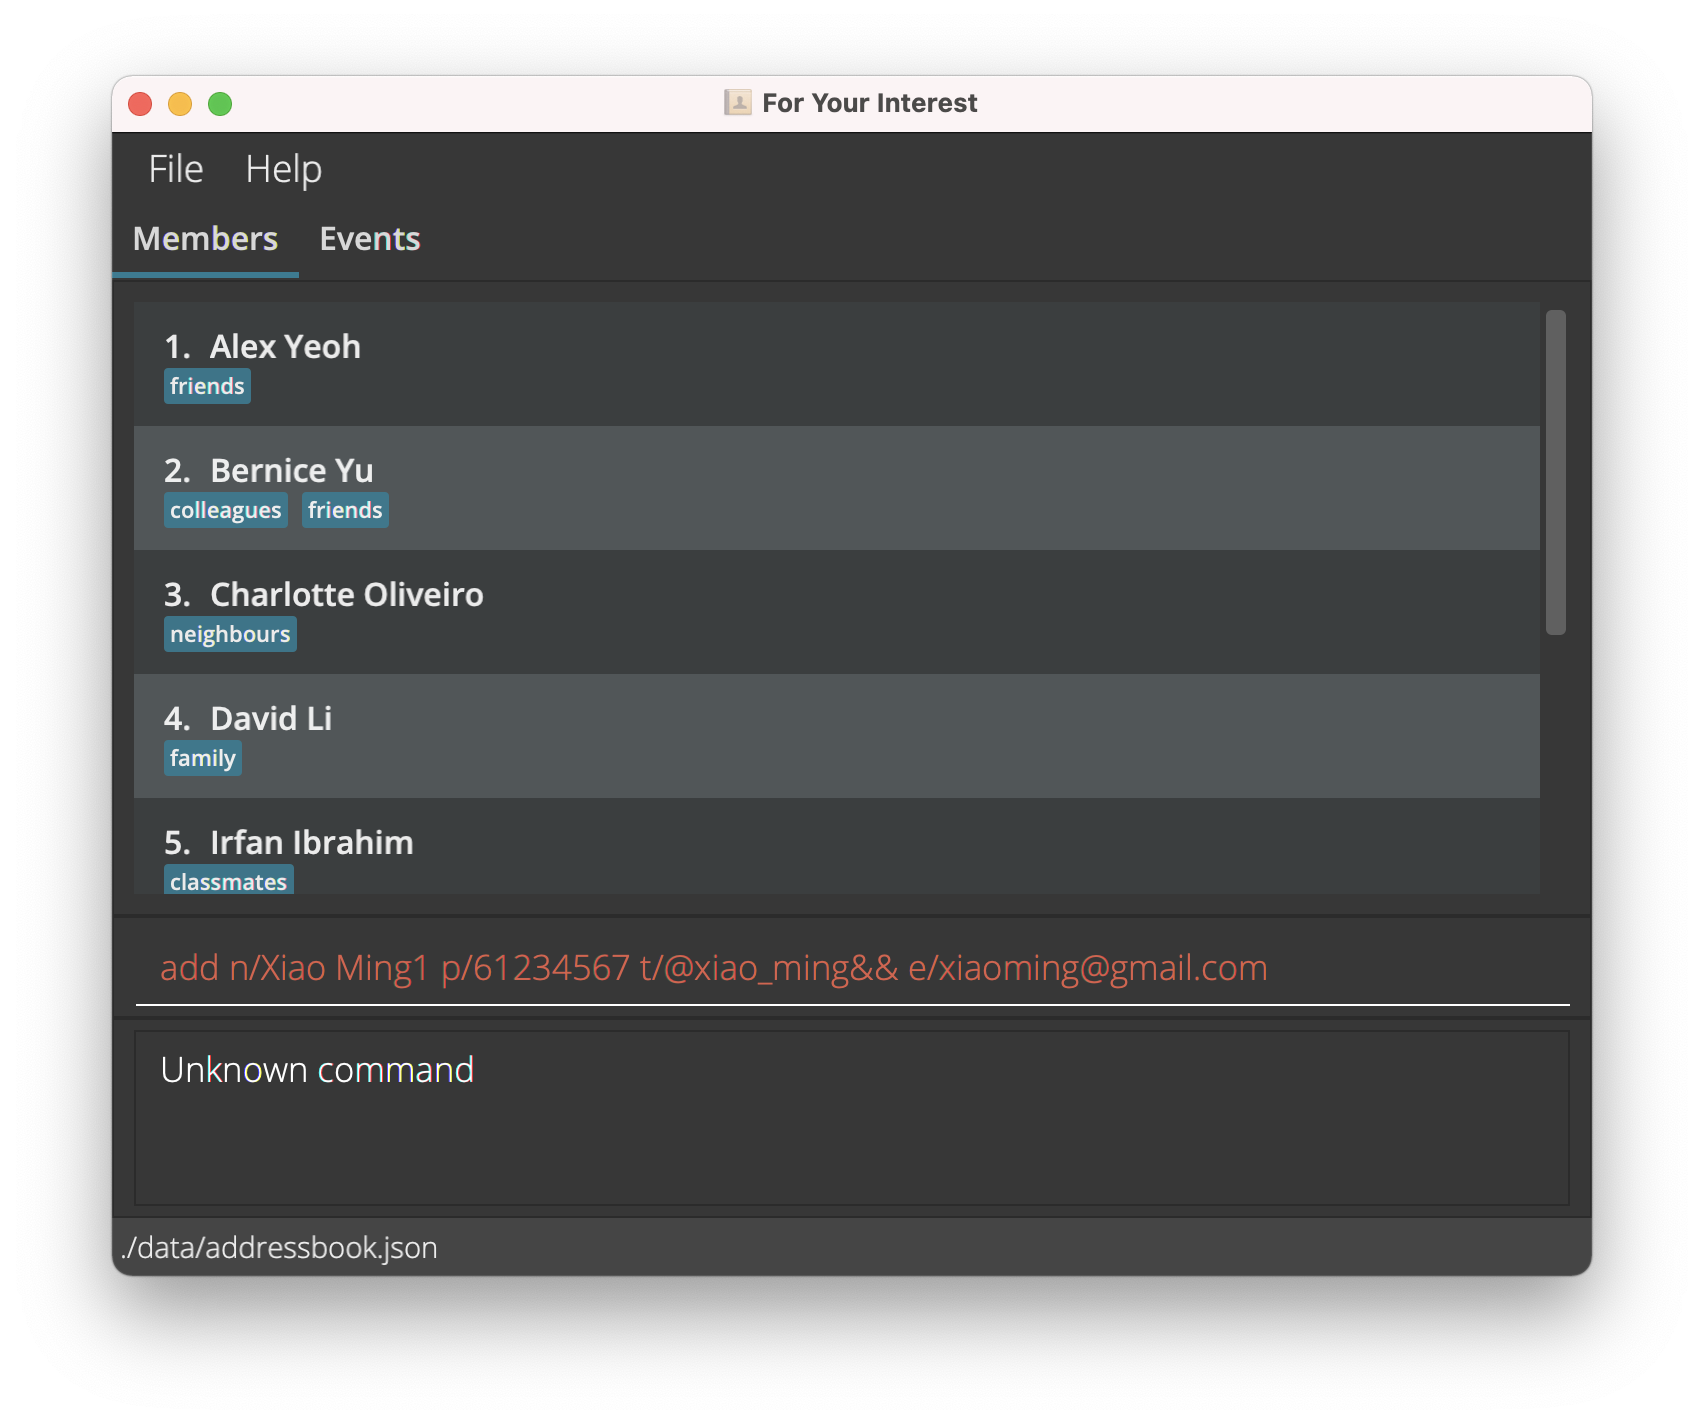 For Your Interest
File Help
Members Events
1. Alex Yeoh
friends
2. Bernice Yu
colleagues friends
3. Charlotte Oliveiro
neighbours
4. David Li
family
5. Irfan Ibrahim
classmates
add n/Xiao Ming1 p/61234567 t/@xiao_ming&& e/xiaoming@gmail.com
Unknown command
./data/addressbook.json